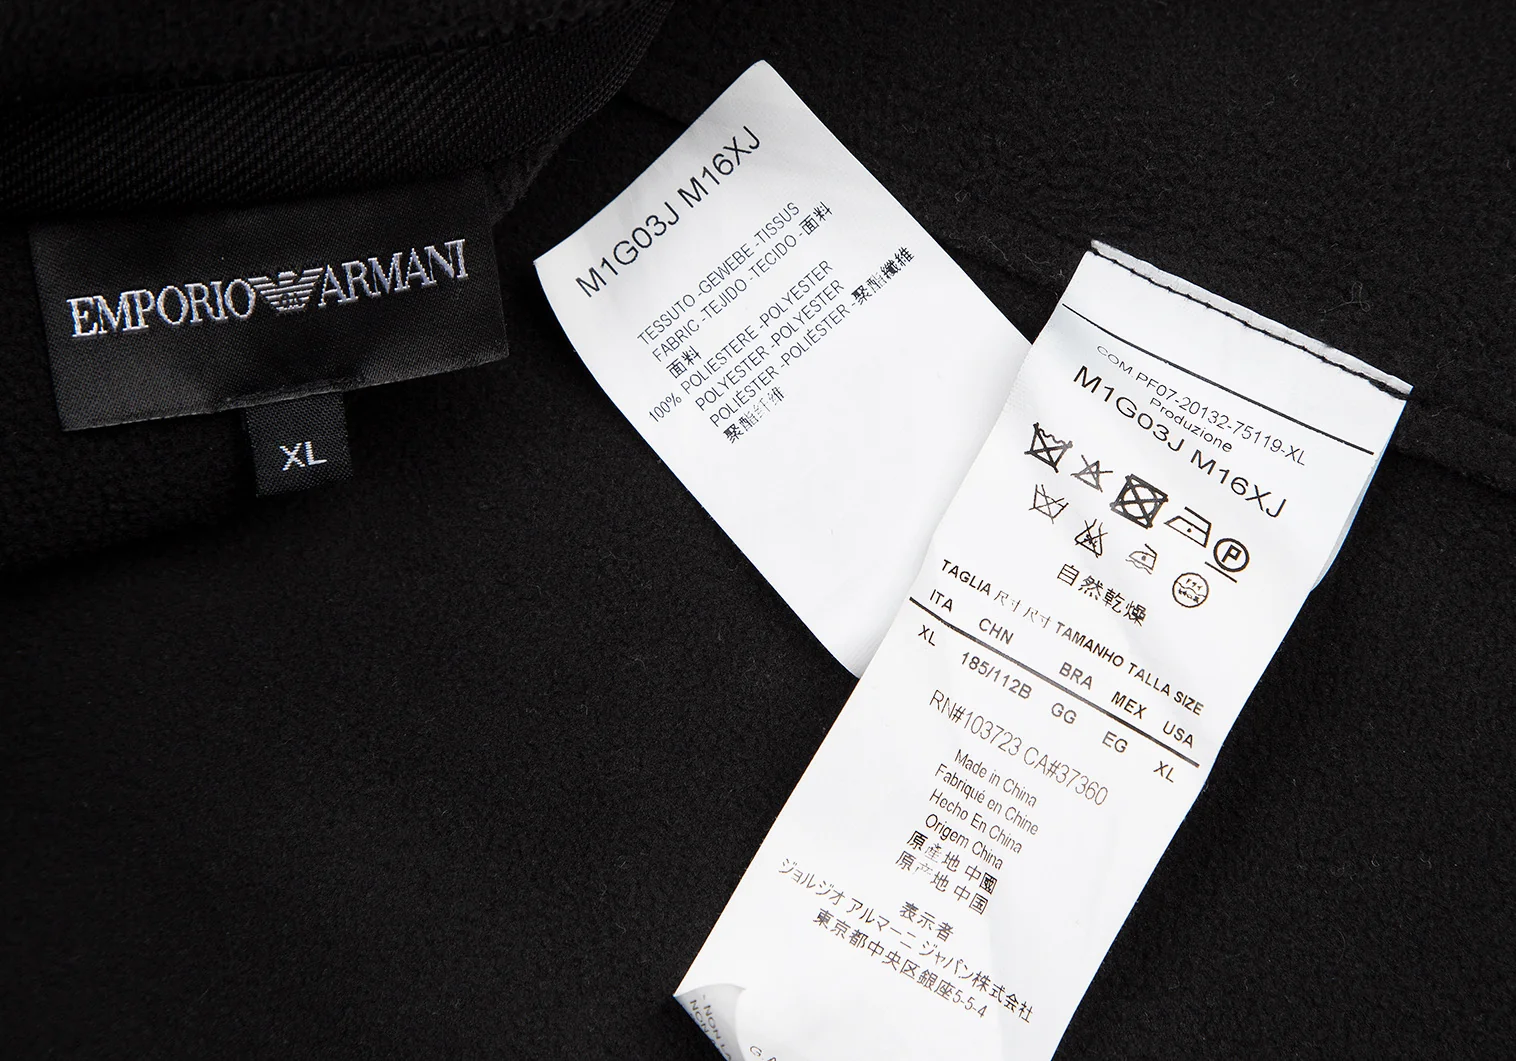 EMPORIO ARMANI
XL
M1G03J M16XJ
TESSUTO -GEWEBE -TISSUS
FABRIC -TEJIDO -TECIDO -面料
面料
100% POLIESTERE -POLYESTER
POLYESTER -POLYESTER
POLIÉSTER -POLIÉSTER -聚酯纖維
聚酯纤维
COM.PF07-20132-75119-XL
Produzione
M1G03J M16XJ
P
自然乾燥
TAGLIA 尺寸 尺寸 TAMANHO TALLA SIZE
ITA CHN BRA MEX USA
XL 185/112B GG EG XL
RN#103723 CA#37360
Made in China
Fabriqué en Chine
Hecho En China
Origem China
原産地 中國
原产地 中国
表示者
ジョルジオ アルマーニ ジャパン株式会社
東京都中央区銀座5-5-4